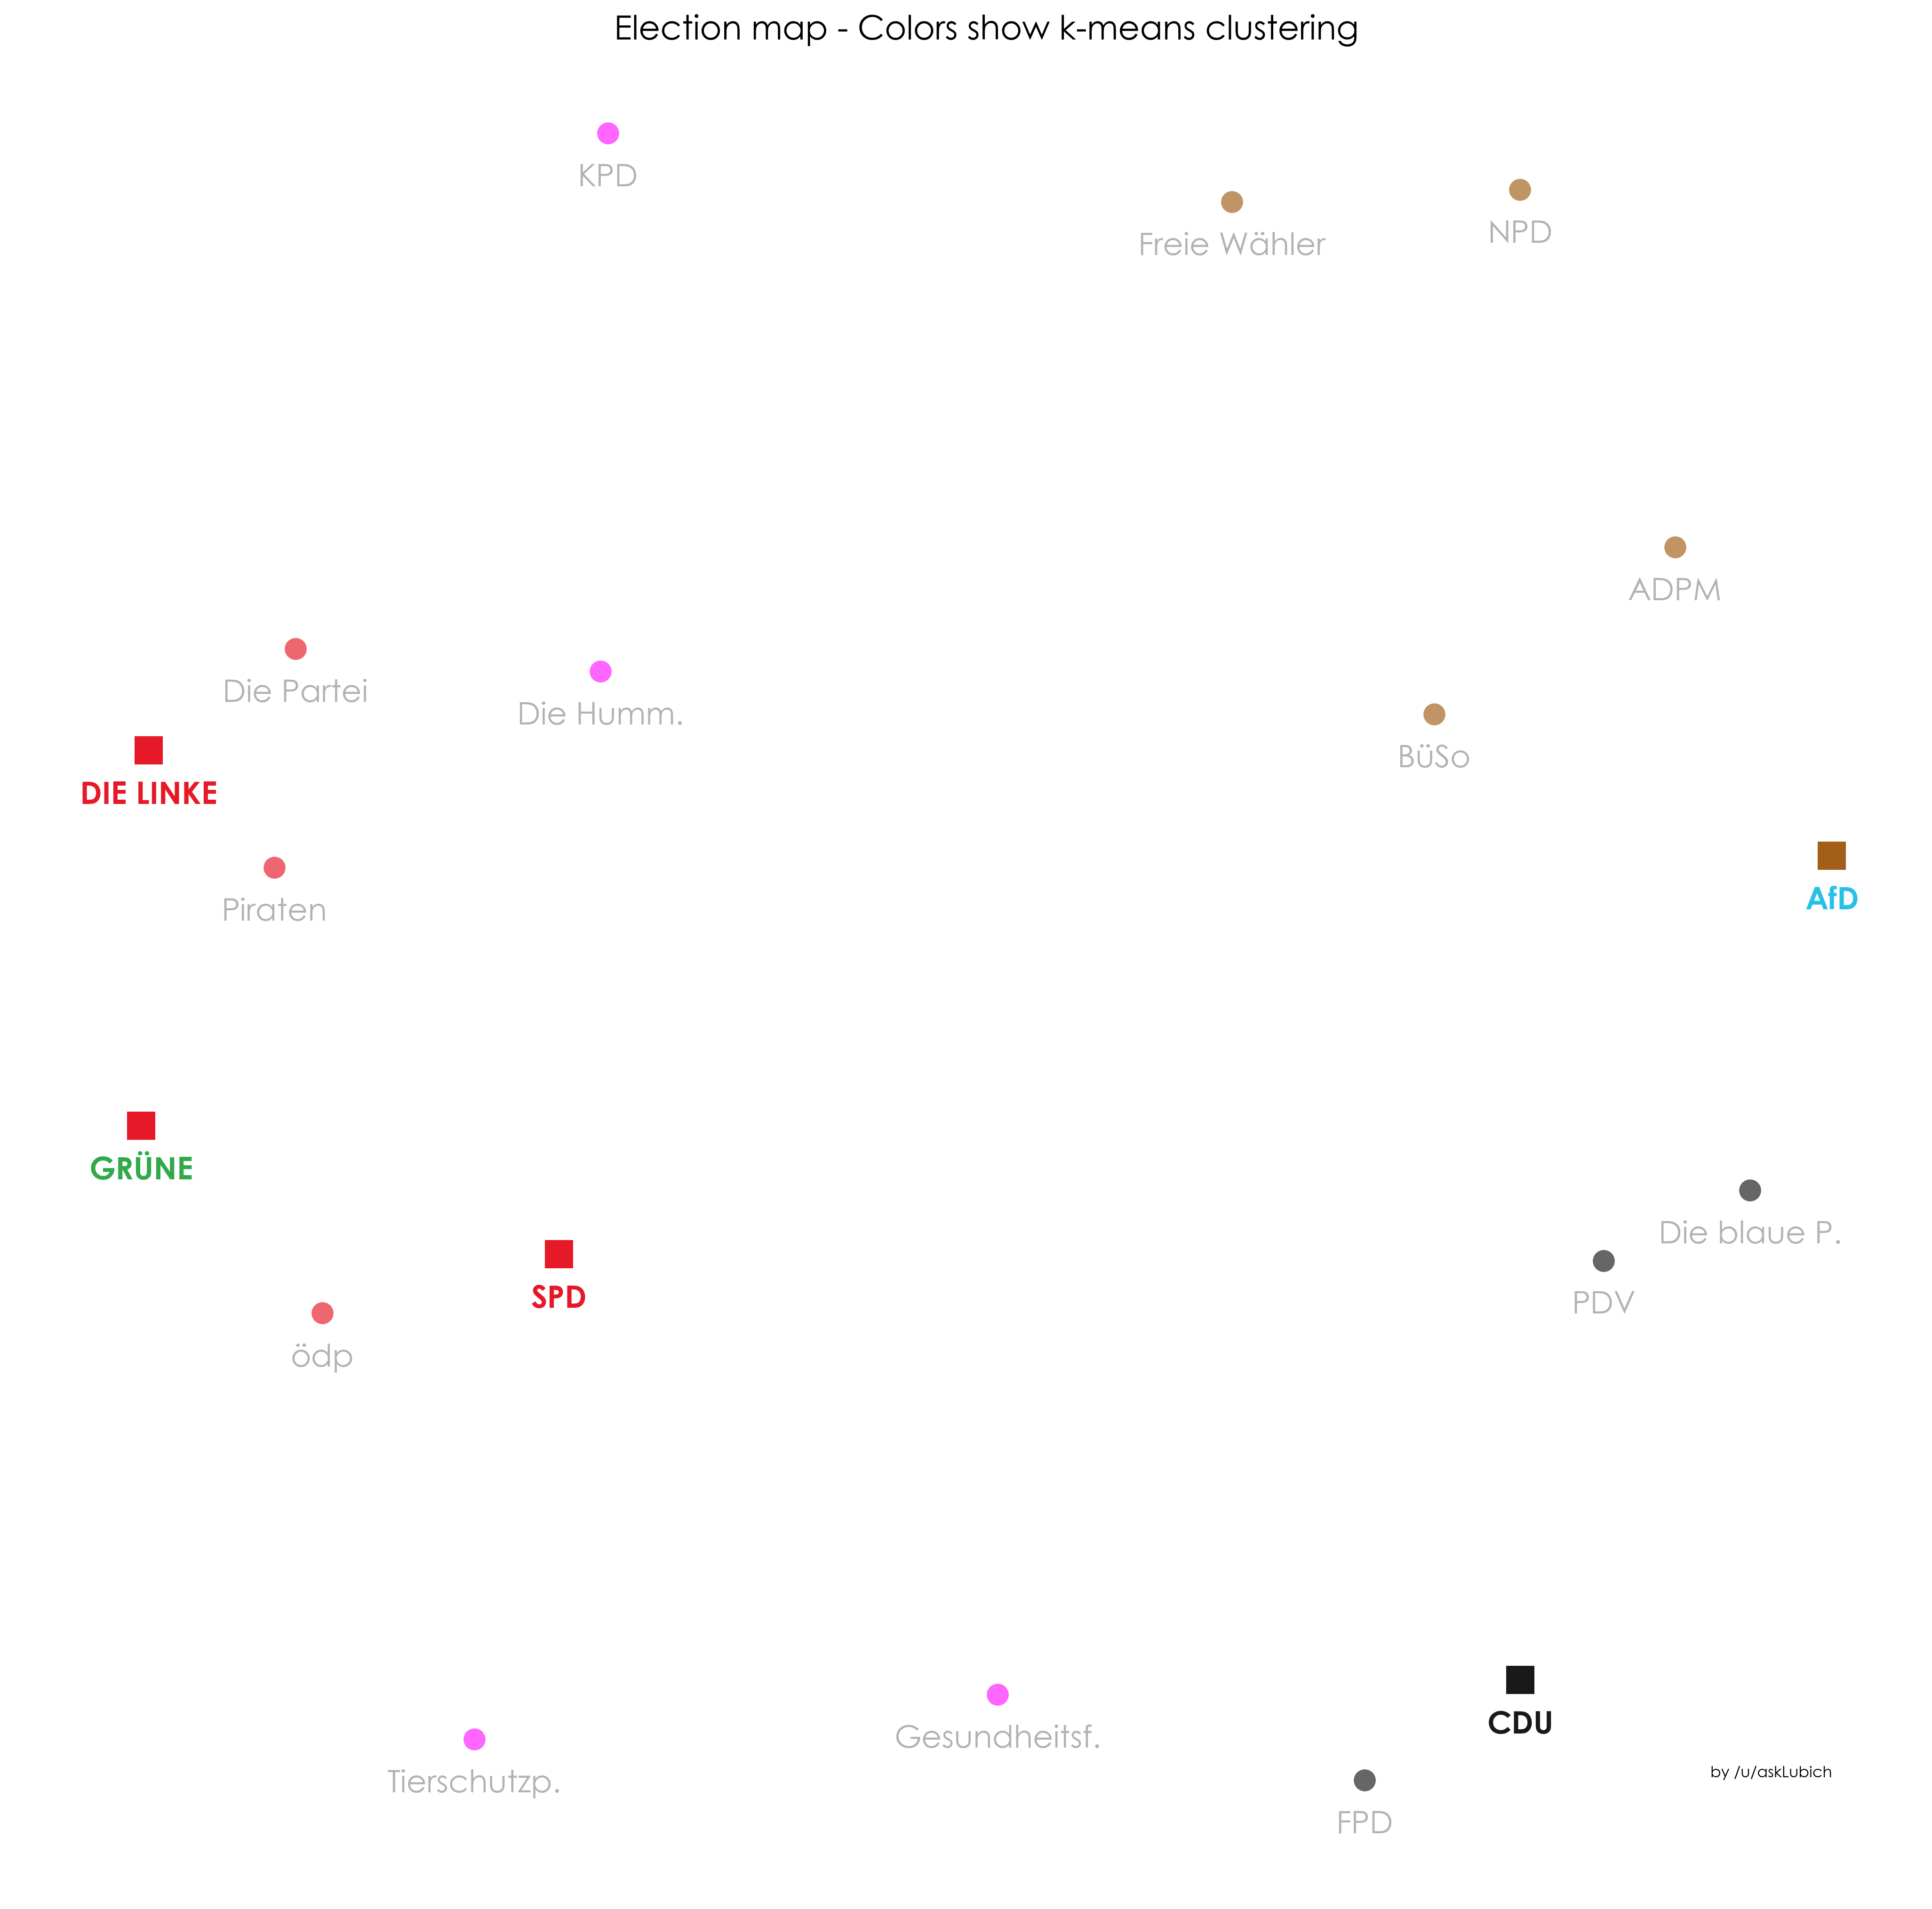 Election map - Colors show k-means clustering
KPD
Freie Wähler
NPD
ADPM
Die Partei
Die Humm.
BüSo
DIE LINKE
Piraten
AfD
GRÜNE
Die blaue P.
SPD
PDV
ödp
Gesundheitsf.
CDU
Tierschutzp.
by /u/askLubich
FPD